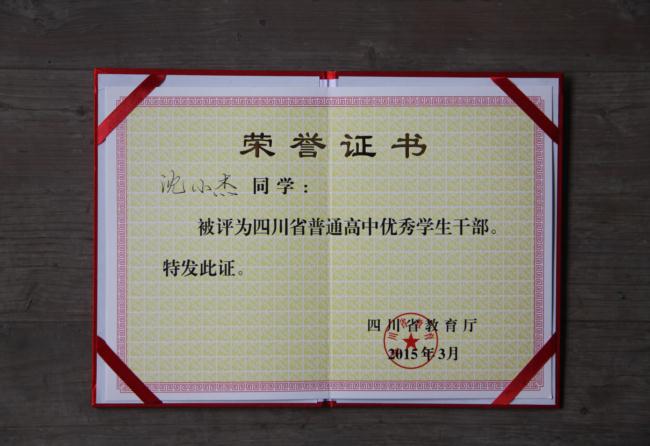 荣誉证书
沈小杰 同学：
被评为四川省普通高中优秀学生干部。
特发此证。
四川省教育厅
2015年3月